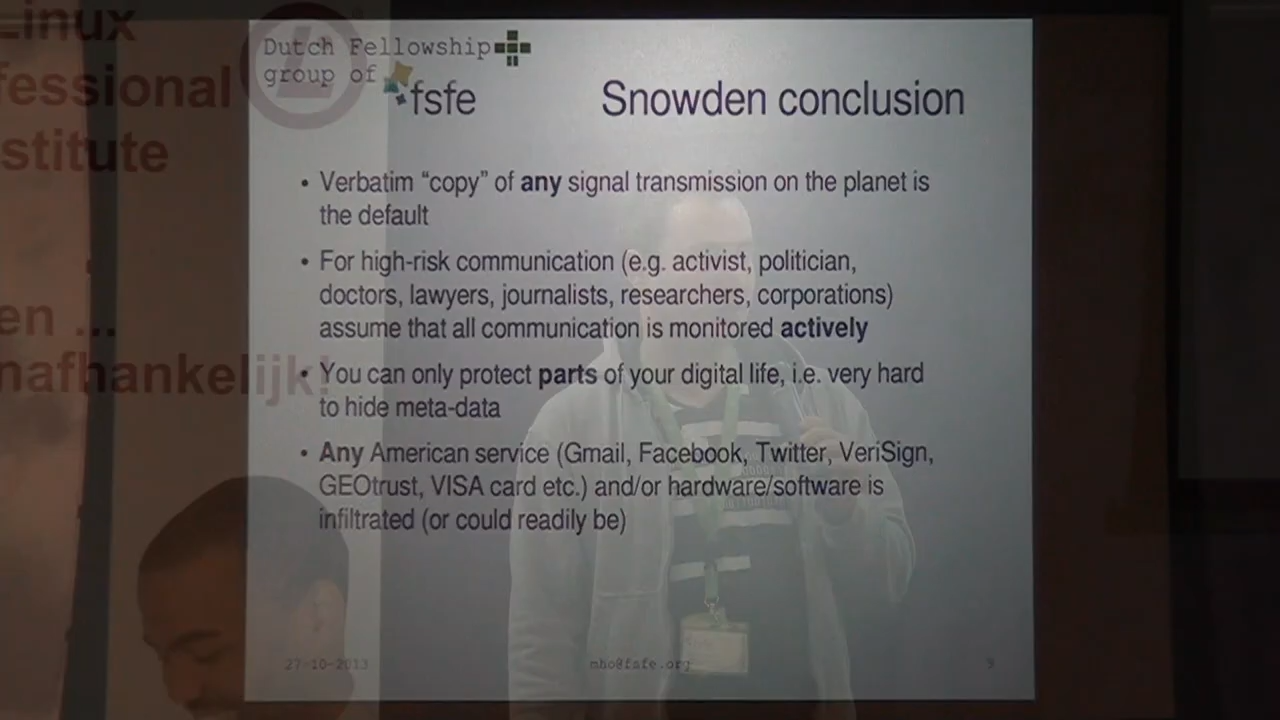 Linux
fessional
stitute
en ...
nafhankelijk!
Dutch Fellowship
group of
fsfe
Snowden conclusion
• Verbatim “copy” of any signal transmission on the planet is
the default
• For high-risk communication (e.g. activist, politician,
doctors, lawyers, journalists, researchers, corporations)
assume that all communication is monitored actively
• You can only protect parts of your digital life, i.e. very hard
to hide meta-data
• Any American service (Gmail, Facebook, Twitter, VeriSign,
GEOtrust, VISA card etc.) and/or hardware/software is
infiltrated (or could readily be)
27-10-2013
mho@fsfe.org
9